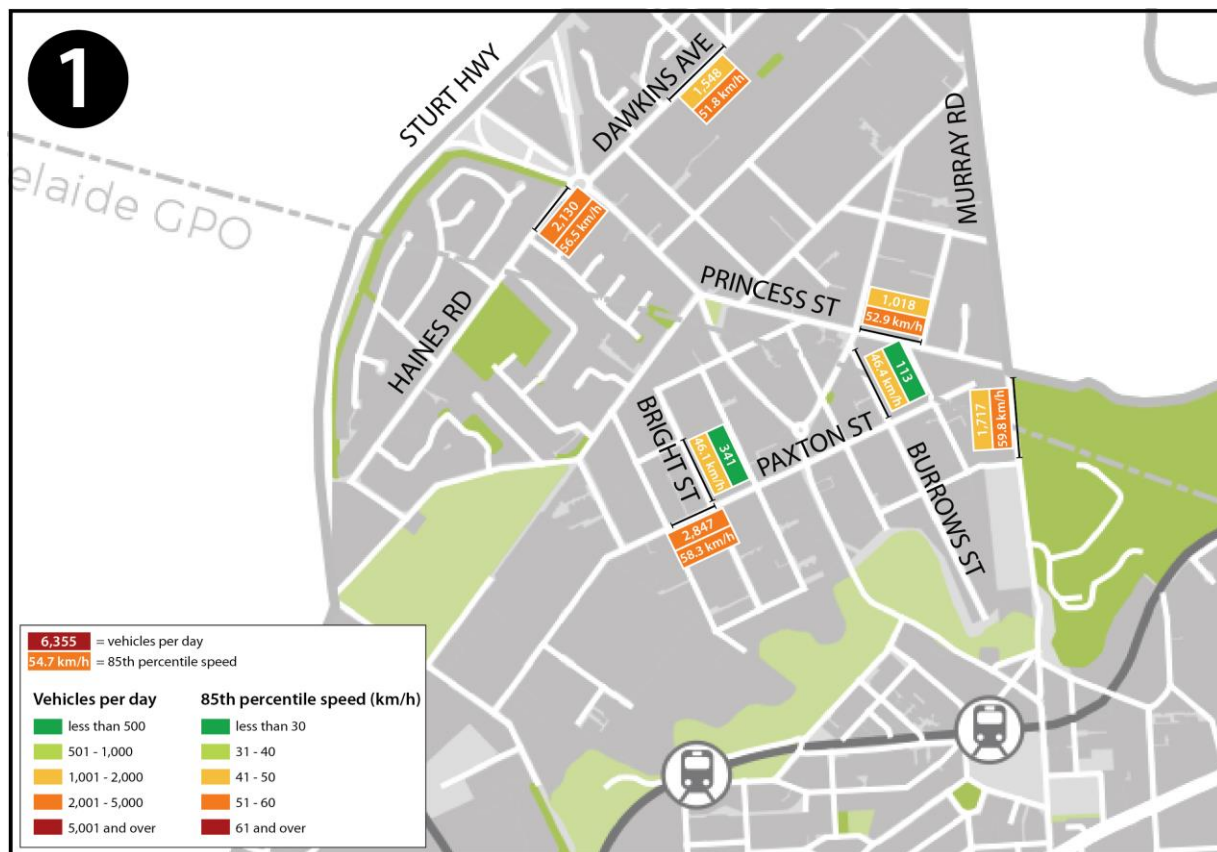 1
STURT HWY
DAWKINS AVE
1,548
51.8 km/h
MURRAY RD
elaide GPO
2,130
56.5 km/h
HAINES RD
PRINCESS ST
1,018
52.9 km/h
113
46.4 km/h
1,717
59.8 km/h
BRIGHT ST
341
46.1 km/h
PAXTON ST
BURROWS ST
2,847
58.3 km/h
6,355 = vehicles per day
54.7 km/h = 85th percentile speed
Vehicles per day 85th percentile speed (km/h)
less than 500 less than 30
501 - 1,000 31 - 40
1,001 - 2,000 41 - 50
2,001 - 5,000 51 - 60
5,001 and over 61 and over